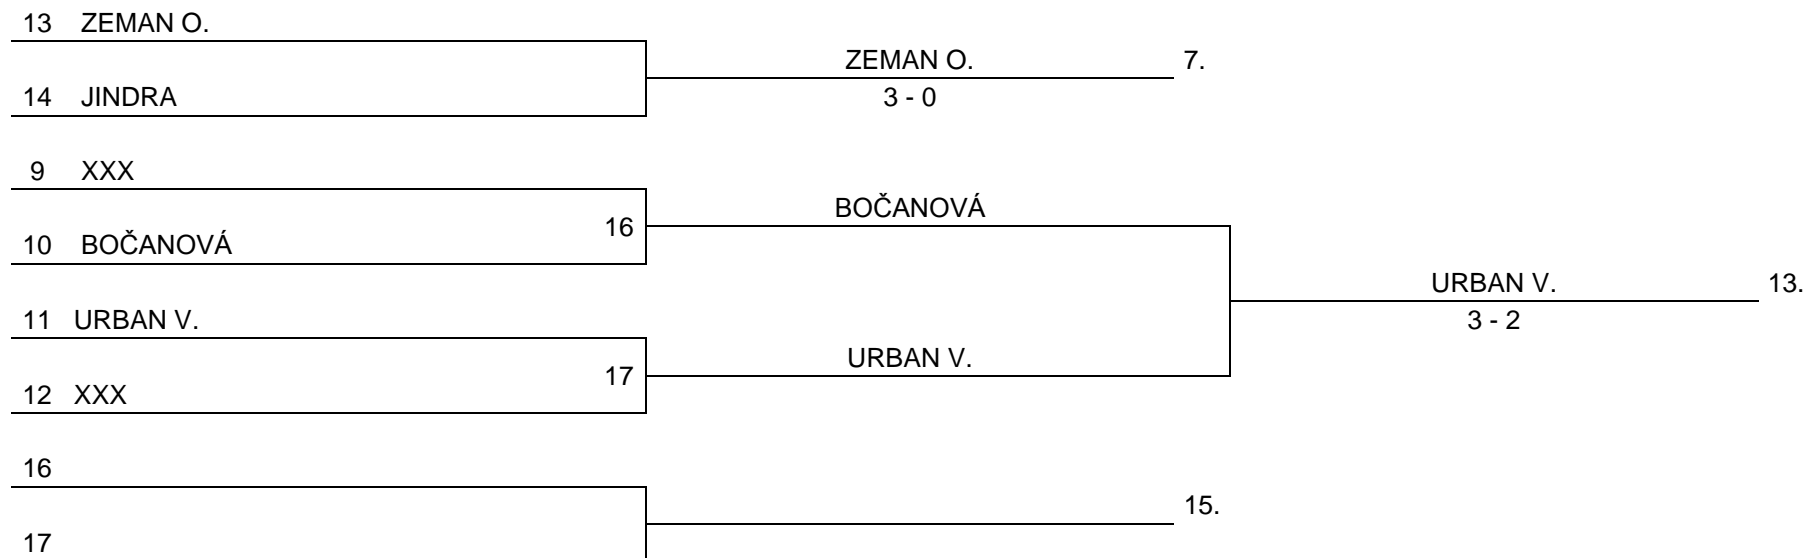 13 ZEMAN O.
ZEMAN O. 7.
14 JINDRA 3 - 0
9 XXX
BOČANOVÁ
16
10 BOČANOVÁ
URBAN V. 13.
11 URBAN V. 3 - 2
URBAN V.
17
12 XXX
16
15.
17